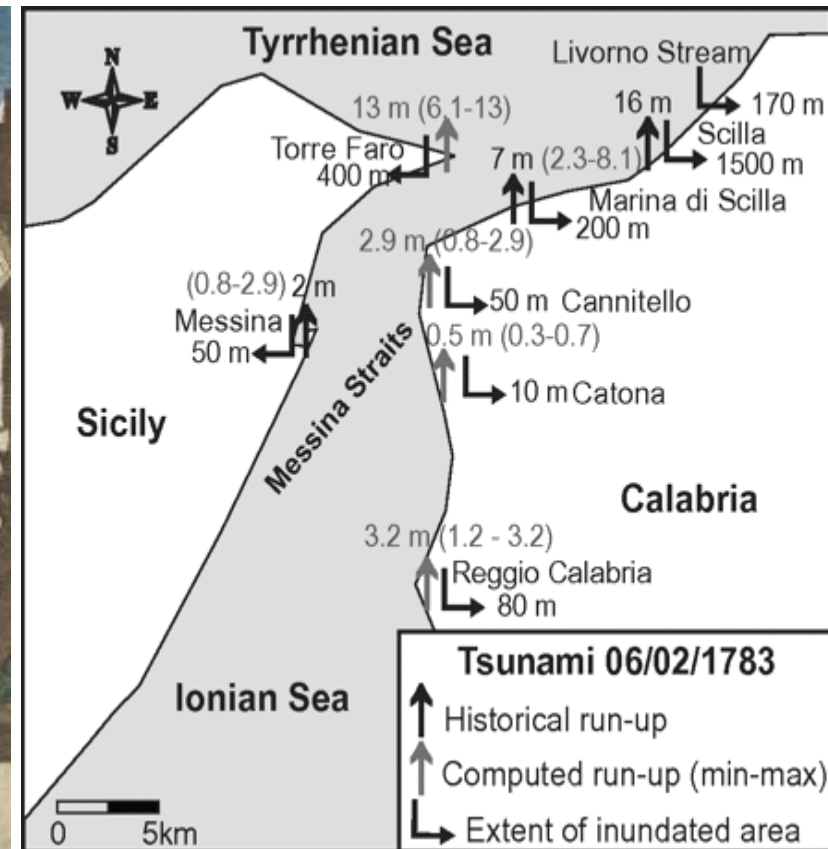 Tyrrhenian Sea
N
W E
S
Livorno Stream
170 m
13 m (6.1-13)
16 m
Torre Faro
400 m
Scilla
1500 m
7 m (2.3-8.1)
Marina di Scilla
200 m
2.9 m (0.8-2.9)
(0.8-2.9) 2 m
50 m Cannitello
Messina
50 m
0.5 m (0.3-0.7)
10 m Catona
Messina Straits
Sicily
Calabria
3.2 m (1.2 - 3.2)
Reggio Calabria
80 m
Ionian Sea
Tsunami 06/02/1783
Historical run-up
Computed run-up (min-max)
Extent of inundated area
0 5km